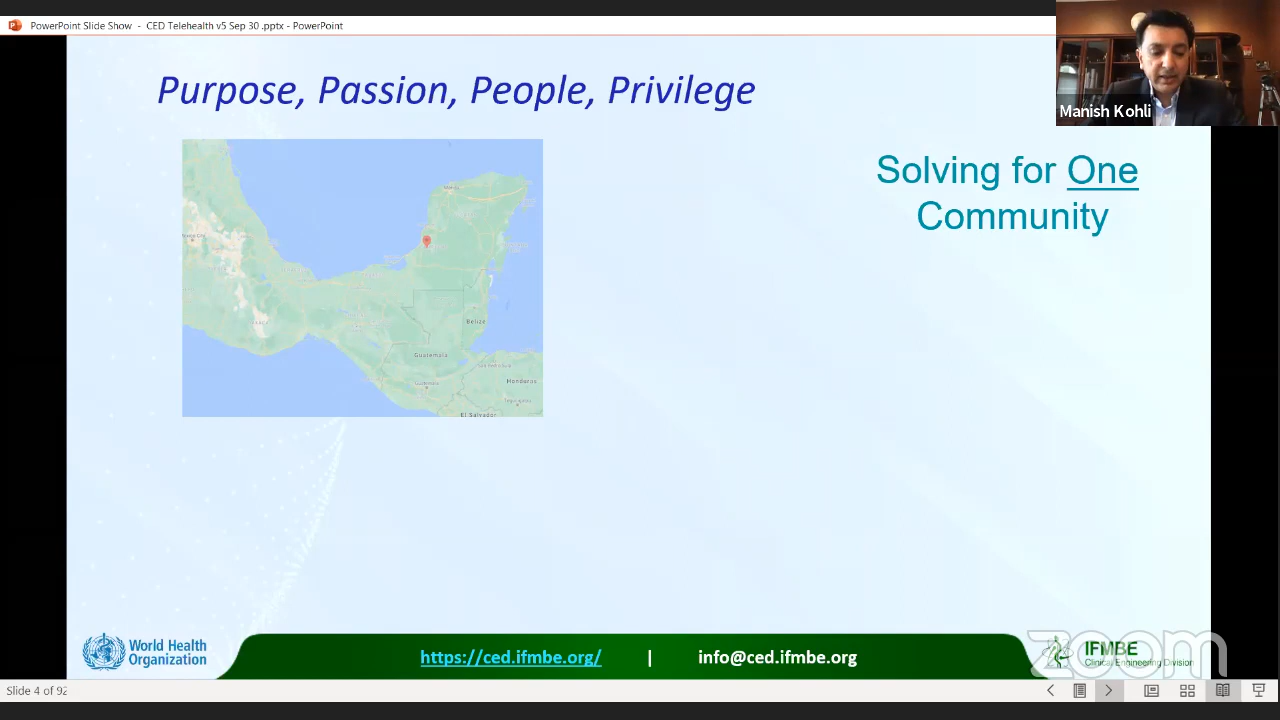 PowerPoint Slide Show - CED Telehealth v5 Sep 30 .pptx - PowerPoint
Manish Kohli
Purpose, Passion, People, Privilege
Solving for One
Community
Belize
Guatemala
Guatemala
Honduras
El Salvador
World Health
Organization
https://ced.ifmbe.org/ | info@ced.ifmbe.org
zoom
IFMBE
Clinical Engineering Division
Slide 4 of 92